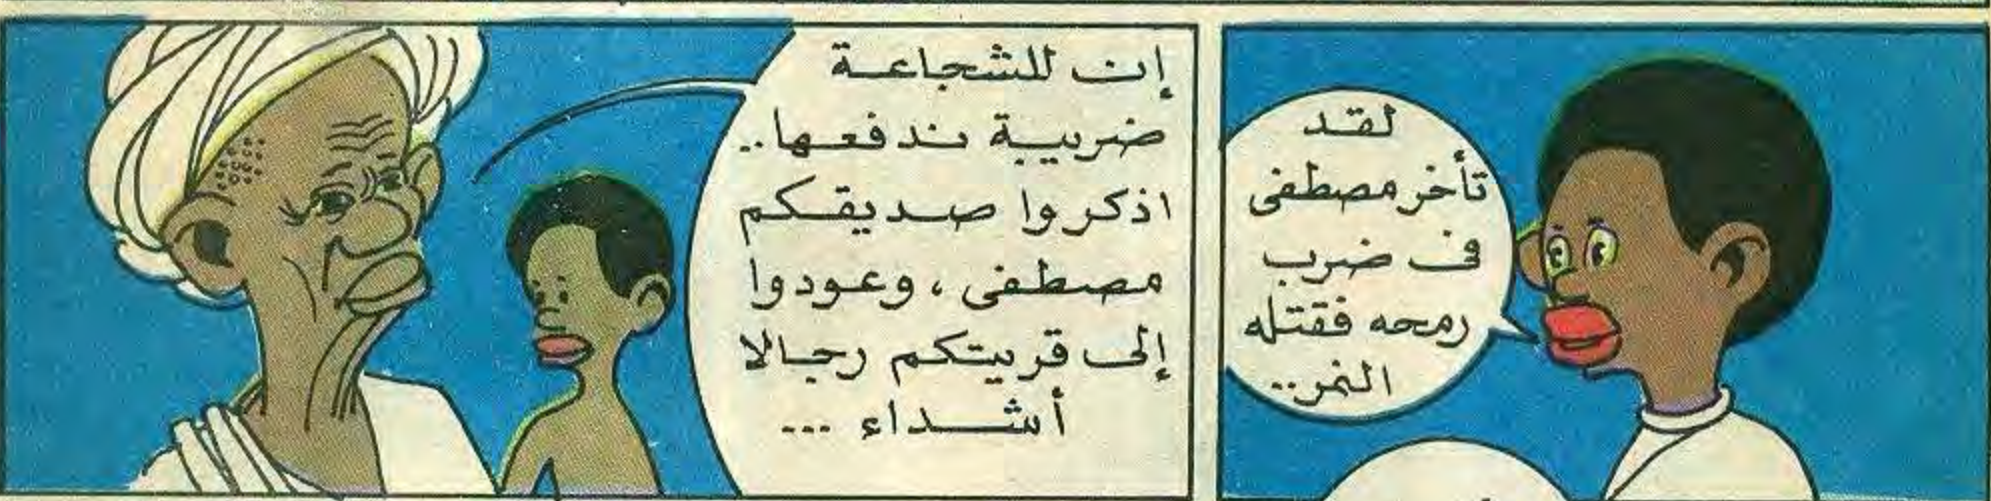 لقد
تأخر مصطفى
ف ضرب
رمحه فقتله
النمر..
إن للشجاعة
ضريبة ندفعها..
اذكروا صديقكم
مصطفى ، وعودوا
إلى قريتكم رجالا
أشداء ...